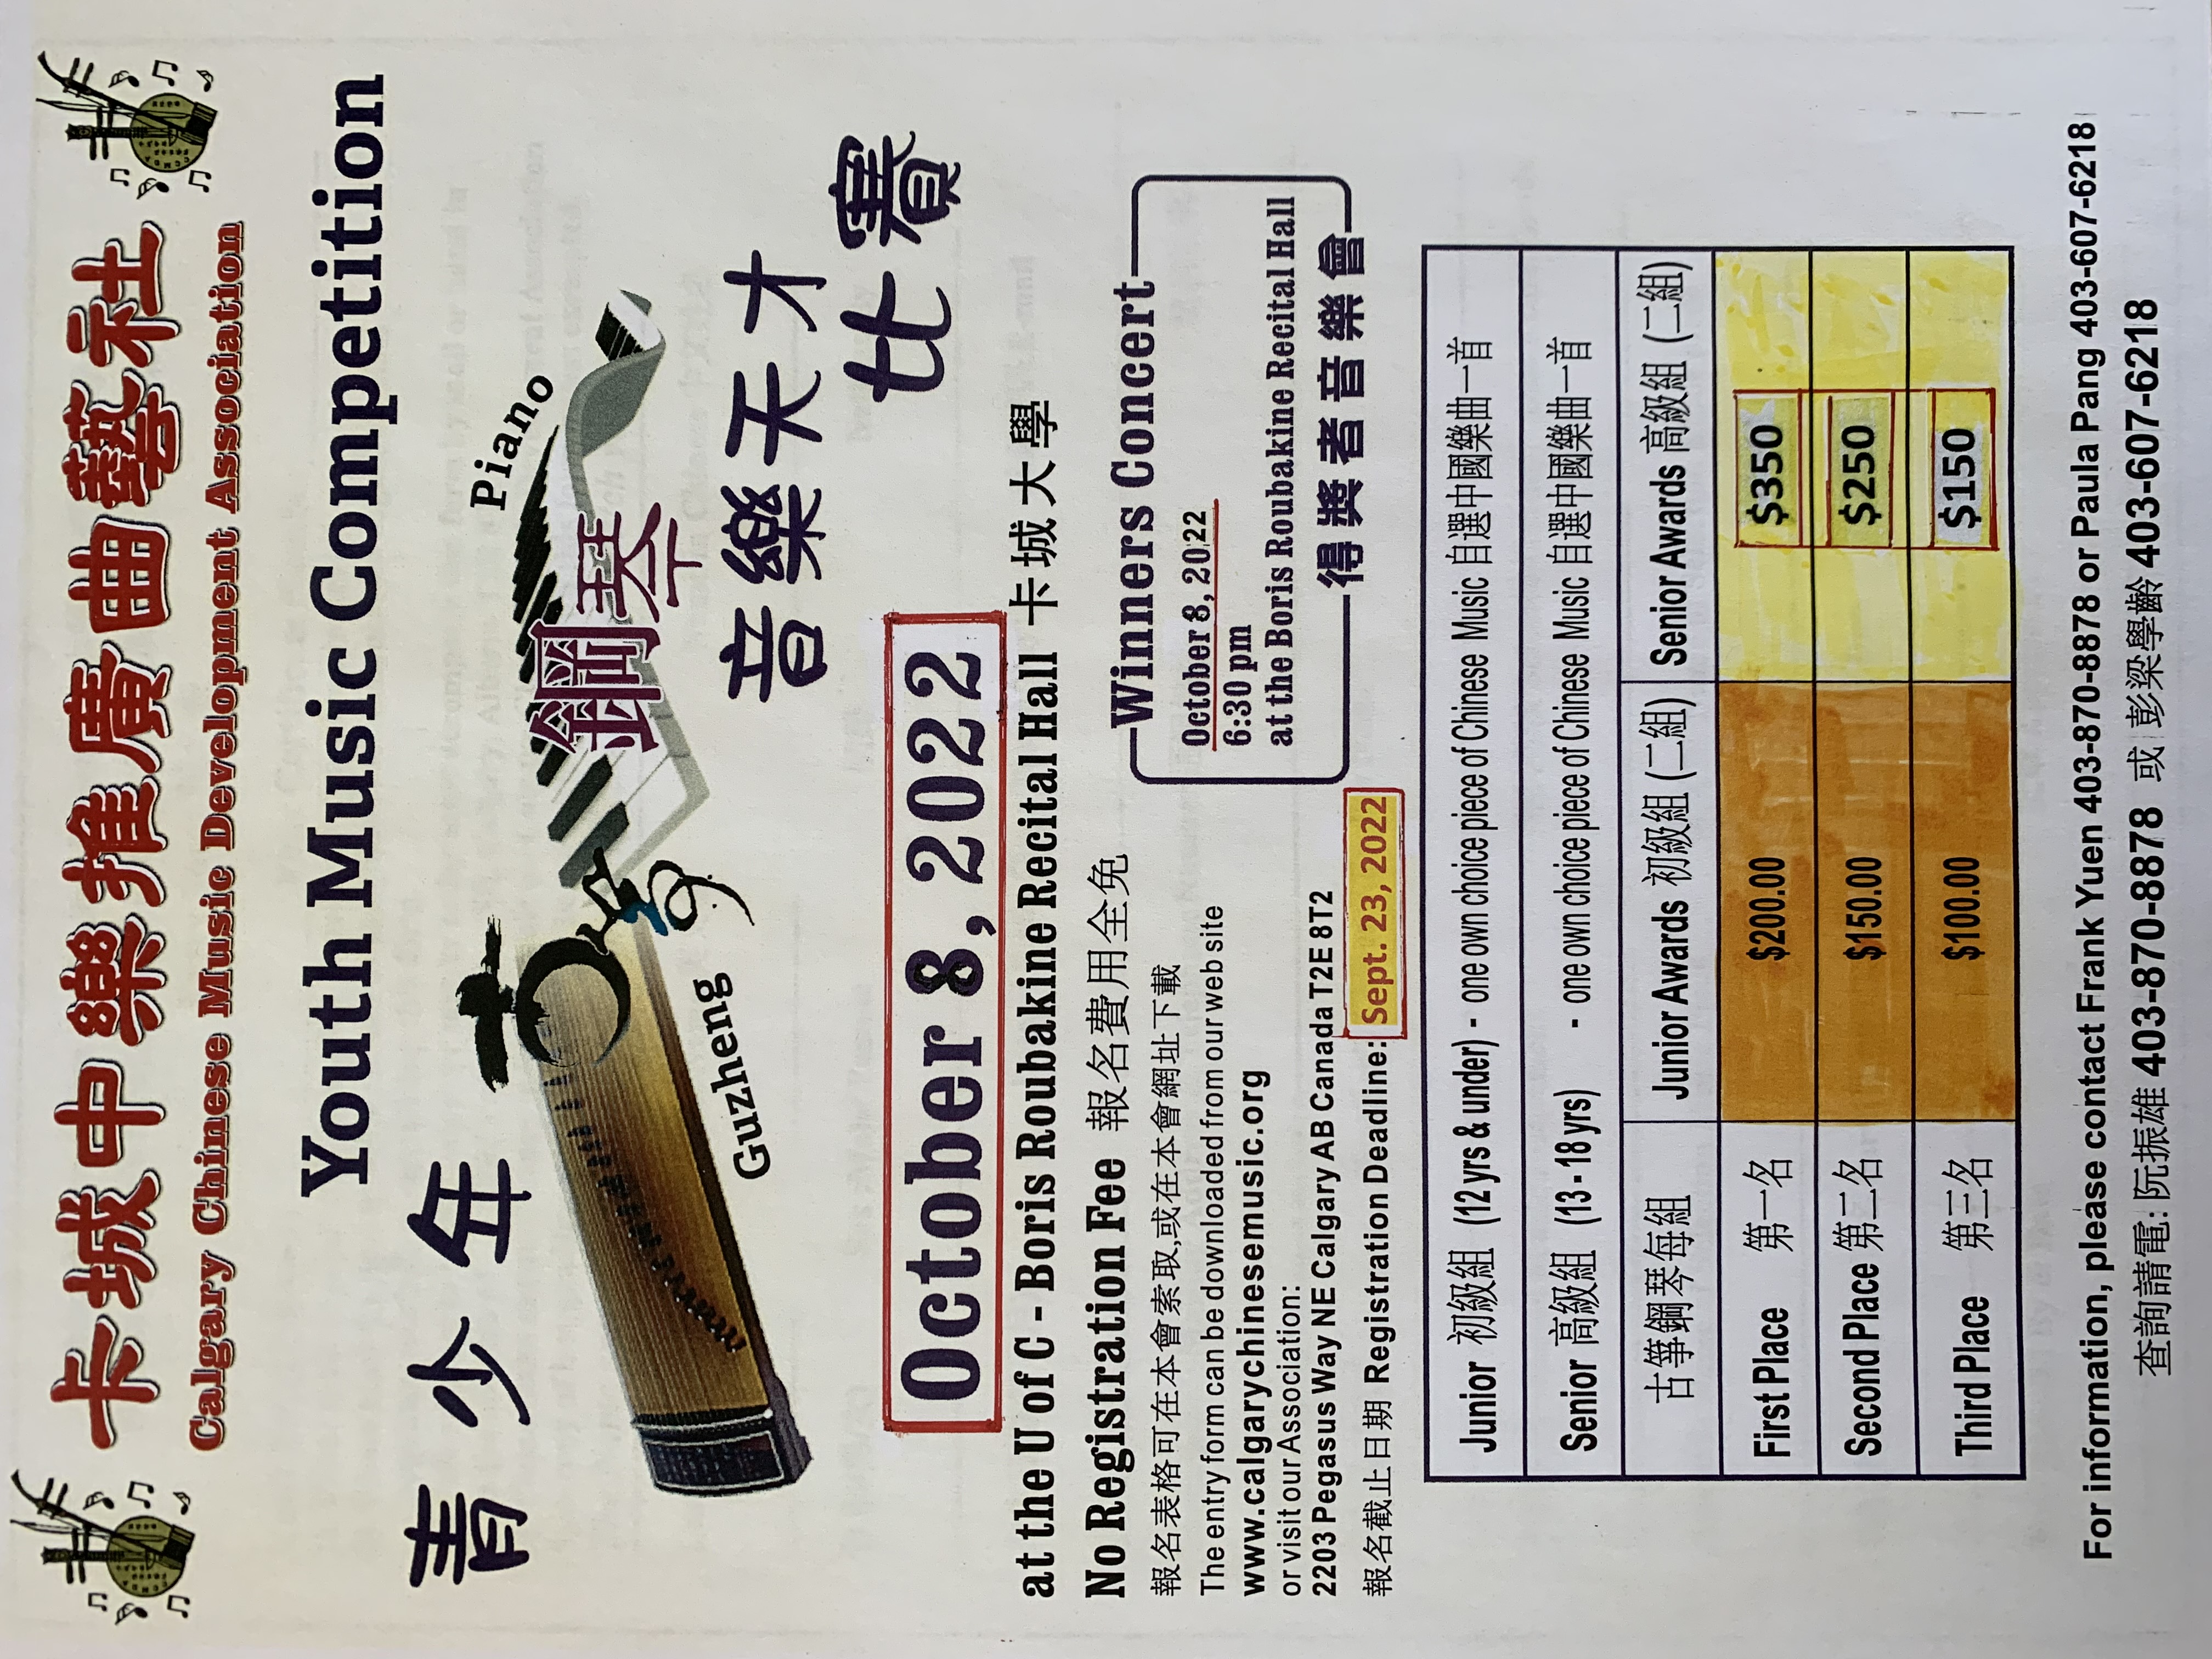 卡城中樂推廣曲藝社
Calgary Chinese Music Development Association
Youth Music Competition
青少年
Piano
鋼琴
古箏
Guzheng
音樂天才
比賽
October 8, 2022
at the U of C - Boris Roubakine Recital Hall 卡城大學
No Registration Fee 報名費用全免
報名表格可在本會索取,或在本會網址下載
The entry form can be downloaded from our web site
www.calgarychinesemusic.org
or visit our Association:
2203 Pegasus Way NE Calgary AB Canada T2E 8T2
報名截止日期 Registration Deadline: Sept. 23, 2022
Winners Concert
October 8, 2022
6:30 pm
at the Boris Roubakine Recital Hall
得獎者音樂會
Junior 初級組 (12 yrs & under) - one own choice piece of Chinese Music 自選中國樂曲一首
Senior 高級組 (13 - 18 yrs) - one own choice piece of Chinese Music 自選中國樂曲一首
古箏鋼琴每組 Junior Awards 初級組 (二組) Senior Awards 高級組 (二組)
First Place 第一名 $200.00 $350
Second Place 第二名 $150.00 $250
Third Place 第三名 $100.00 $150
For information, please contact Frank Yuen 403-870-8878 or Paula Pang 403-607-6218
查詢請電: 阮振雄 403-870-8878 或 彭梁學齡 403-607-6218